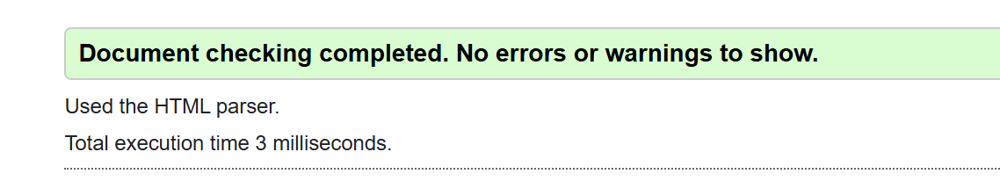 Document checking completed. No errors or warnings to show.
Used the HTML parser.
Total execution time 3 milliseconds.